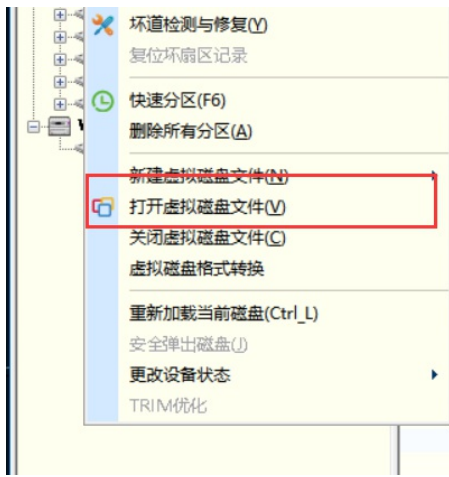 坏道检测与修复(Y)
复位坏扇区记录
快速分区(F6)
删除所有分区(A)
新建虚拟磁盘文件(N)
打开虚拟磁盘文件(V)
关闭虚拟磁盘文件(C)
虚拟磁盘格式转换
重新加载当前磁盘(Ctrl_L)
安全弹出磁盘(J)
更改设备状态
TRIM优化